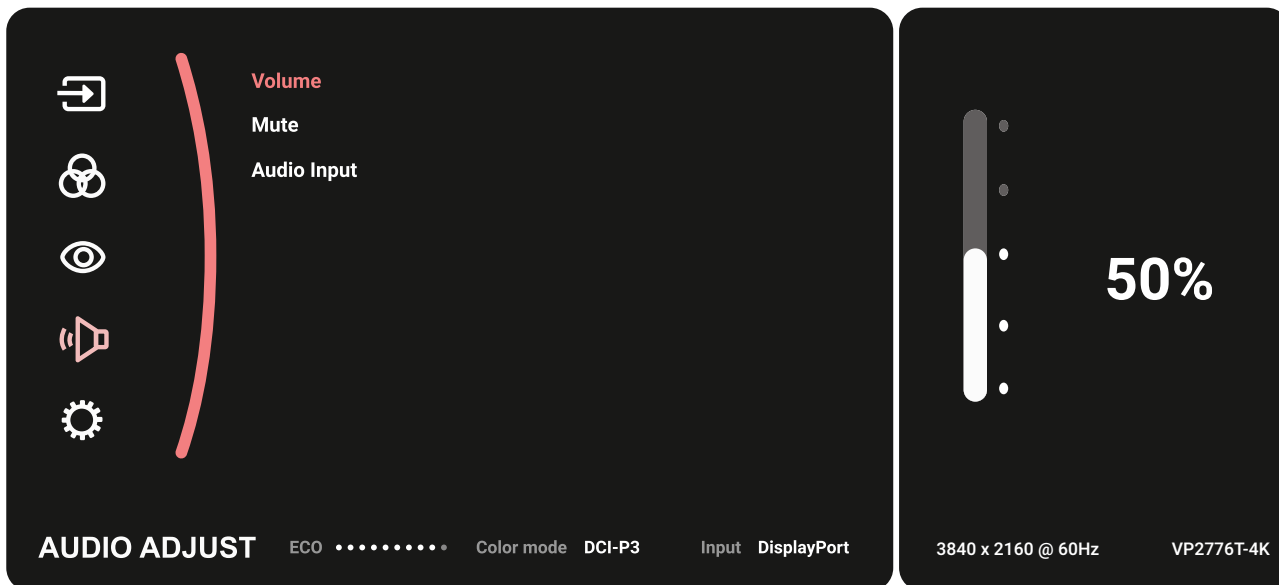 Volume
Mute
Audio Input
50%
AUDIO ADJUST ECO Color mode DCI-P3 Input DisplayPort
3840 x 2160 @ 60Hz VP2776T-4K